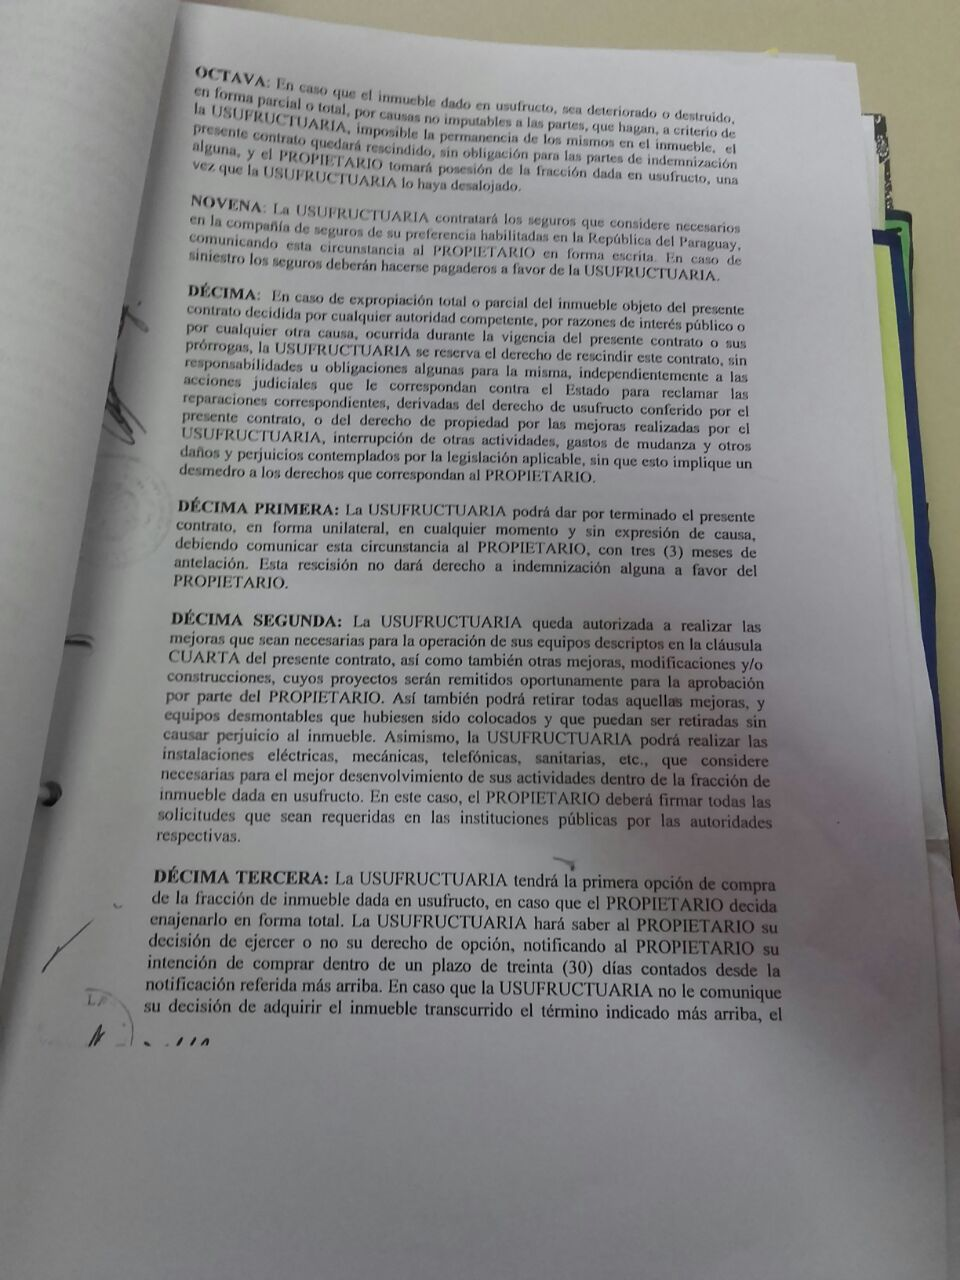 OCTAVA: En caso que el inmueble dado en usufructo, sea deteriorado o destruido,
en forma parcial o total, por causas no imputables a las partes, que hagan, a criterio de
la USUFRUCTUARIA, imposible la permanencia de los mismos en el inmueble, el
presente contrato quedará rescindido, sin obligación para las partes de indemnización
alguna, y el PROPIETARIO tomará posesión de la fracción dada en usufructo, una
vez que la USUFRUCTUARIA lo haya desalojado.
NOVENA: La USUFRUCTUARIA contratará los seguros que considere necesarios
en la compañía de seguros de su preferencia habilitadas en la República del Paraguay,
comunicando esta circunstancia al PROPIETARIO en forma escrita. En caso de
siniestro los seguros deberán hacerse pagaderos a favor de la USUFRUCTUARIA.
DÉCIMA: En caso de expropiación total o parcial del inmueble objeto del presente
contrato decidida por cualquier autoridad competente, por razones de interés público o
por cualquier otra causa, ocurrida durante la vigencia del presente contrato o sus
prórrogas, la USUFRUCTUARIA se reserva el derecho de rescindir este contrato, sin
responsabilidades u obligaciones algunas para la misma, independientemente a las
acciones judiciales que le correspondan contra el Estado para reclamar las
reparaciones correspondientes, derivadas del derecho de usufructo conferido por el
presente contrato, o del derecho de propiedad por las mejoras realizadas por el
USUFRUCTUARIA, interrupción de otras actividades, gastos de mudanza y otros
daños y perjuicios contemplados por la legislación aplicable, sin que esto implique un
desmedro a los derechos que correspondan al PROPIETARIO.
DÉCIMA PRIMERA: La USUFRUCTUARIA podrá dar por terminado el presente
contrato, en forma unilateral, en cualquier momento y sin expresión de causa,
debiendo comunicar esta circunstancia al PROPIETARIO, con tres (3) meses de
antelación. Esta rescisión no dará derecho a indemnización alguna a favor del
PROPIETARIO.
DÉCIMA SEGUNDA: La USUFRUCTUARIA queda autorizada a realizar las
mejoras que sean necesarias para la operación de sus equipos descriptos en la cláusula
CUARTA del presente contrato, así como también otras mejoras, modificaciones y/o
construcciones, cuyos proyectos serán remitidos oportunamente para la aprobación
por parte del PROPIETARIO. Así también podrá retirar todas aquellas mejoras, y
equipos desmontables que hubiesen sido colocados y que puedan ser retiradas sin
causar perjuicio al inmueble. Asimismo, la USUFRUCTUARIA podrá realizar las
instalaciones eléctricas, mecánicas, telefónicas, sanitarias, etc., que considere
necesarias para el mejor desenvolvimiento de sus actividades dentro de la fracción de
inmueble dada en usufructo. En este caso, el PROPIETARIO deberá firmar todas las
solicitudes que sean requeridas en las instituciones públicas por las autoridades
respectivas.
DÉCIMA TERCERA: La USUFRUCTUARIA tendrá la primera opción de compra
de la fracción de inmueble dada en usufructo, en caso que el PROPIETARIO decida
enajenarlo en forma total. La USUFRUCTUARIA hará saber al PROPIETARIO su
decisión de ejercer o no su derecho de opción, notificando al PROPIETARIO su
intención de comprar dentro de un plazo de treinta (30) días contados desde la
notificación referida más arriba. En caso que la USUFRUCTUARIA no le comunique
su decisión de adquirir el inmueble transcurrido el término indicado más arriba, el